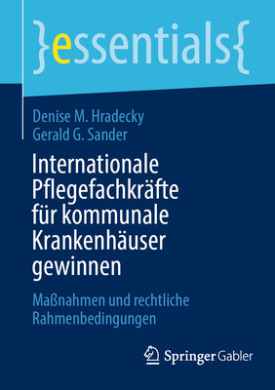 }essentials{
Denise M. Hradecky
Gerald G. Sander
Internationale
Pflegefachkräfte
für kommunale
Krankenhäuser
gewinnen
Maßnahmen und rechtliche
Rahmenbedingungen
Springer Gabler